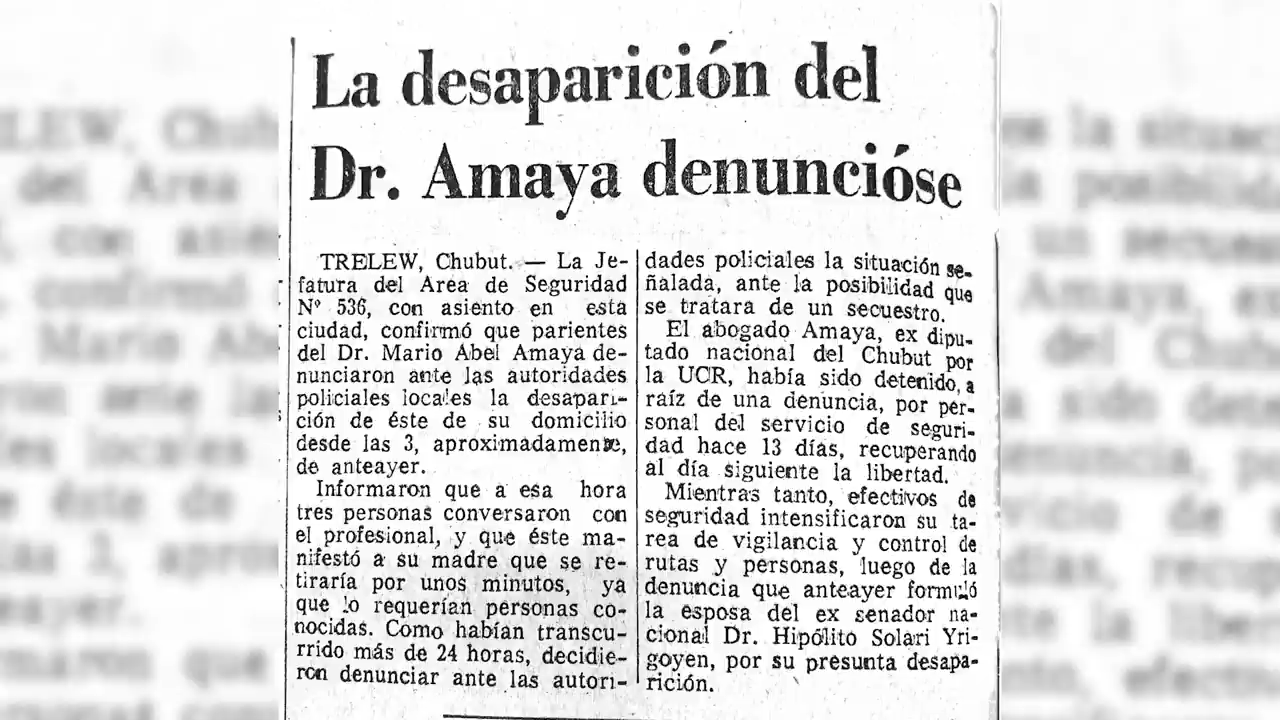 La desaparición del
Dr. Amaya denuncióse
TRELEW, Chubut. — La Je-
fatura del Area de Seguridad
Nº 536, con asiento en esta
ciudad, confirmó que parientes
del Dr. Mario Abel Amaya de-
nunciaron ante las autoridades
policiales locales la desapari-
ción de éste de su domicilio
desde las 3, aproximadamente,
de anteayer.
Informaron que a esa hora
tres personas conversaron con
el profesional, y que éste ma-
nifestó a su madre que se re-
tiraría por unos minutos, ya
que lo requerían personas co-
nocidas. Como habían transcu-
rrido más de 24 horas, decidie-
ron denunciar ante las autori-
dades policiales la situación se-
ñalada, ante la posibilidad que
se tratara de un secuestro.
El abogado Amaya, ex dipu-
tado nacional del Chubut por
la UCR, había sido detenido, a
raíz de una denuncia, por per-
sonal del servicio de seguri-
dad hace 13 días, recuperando
al día siguiente la libertad.
Mientras tanto, efectivos de
seguridad intensificaron su ta-
rea de vigilancia y control de
rutas y personas, luego de la
denuncia que anteayer formuló
la esposa del ex senador na-
cional Dr. Hipólito Solari Yri-
goyen, por su presunta desapa-
rición.